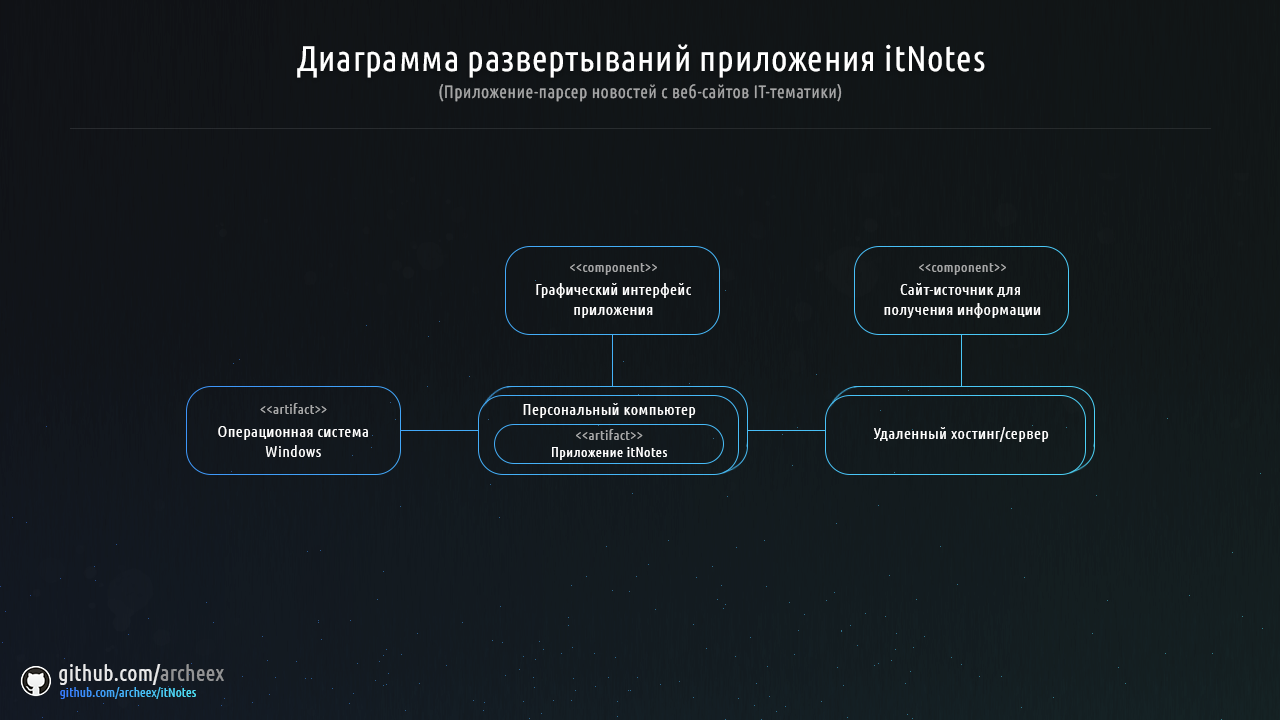 Диаграмма развертываний приложения itNotes
(Приложение-парсер новостей с веб-сайтов IT-тематики)
<<component>>
Графический интерфейс
приложения
<<component>>
Сайт-источник для
получения информации
<<artifact>>
Операционная система
Windows
Персональный компьютер
<<artifact>>
Приложение itNotes
Удаленный хостинг/сервер
github.com/archeex
github.com/archeex/itNotes